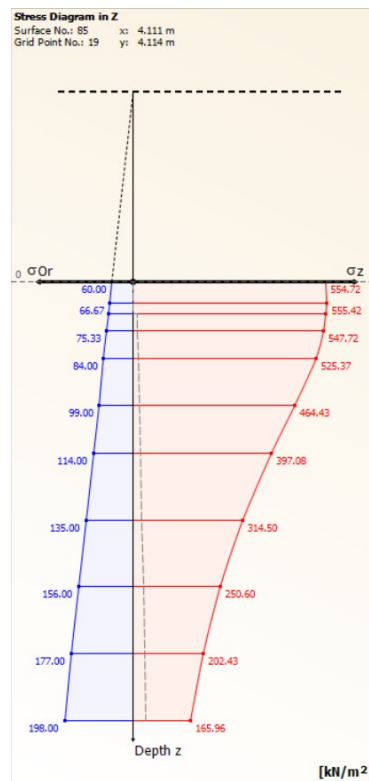 Stress Diagram in Z
Surface No.: 85 x: 4.111 m
Grid Point No.: 19 y: 4.114 m
0 σOr σz
60.00 554.72
66.67 555.42
75.33 547.72
84.00 525.37
99.00 464.43
114.00 397.08
135.00 314.50
156.00 250.60
177.00 202.43
198.00 165.96
Depth z
[kN/m2